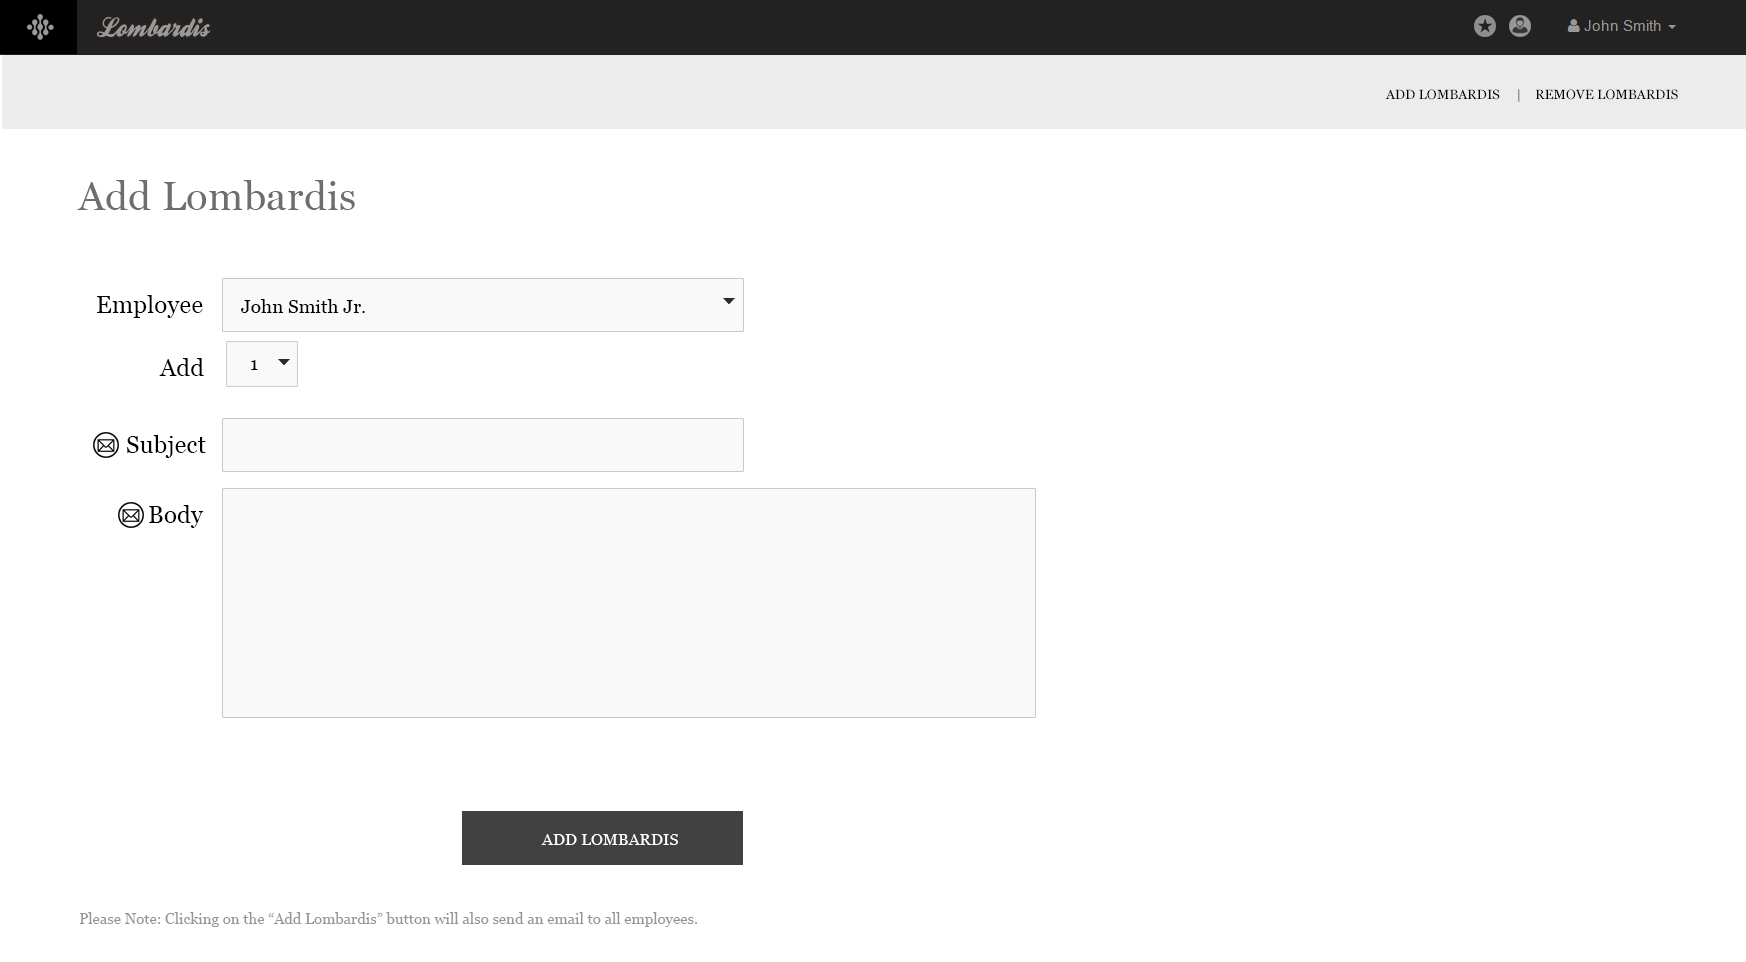 Lombardis
John Smith
ADD LOMBARDIS | REMOVE LOMBARDIS
Add Lombardis
Employee
John Smith Jr.
Add
1
Subject
Body
ADD LOMBARDIS
Please Note: Clicking on the “Add Lombardis” button will also send an email to all employees.